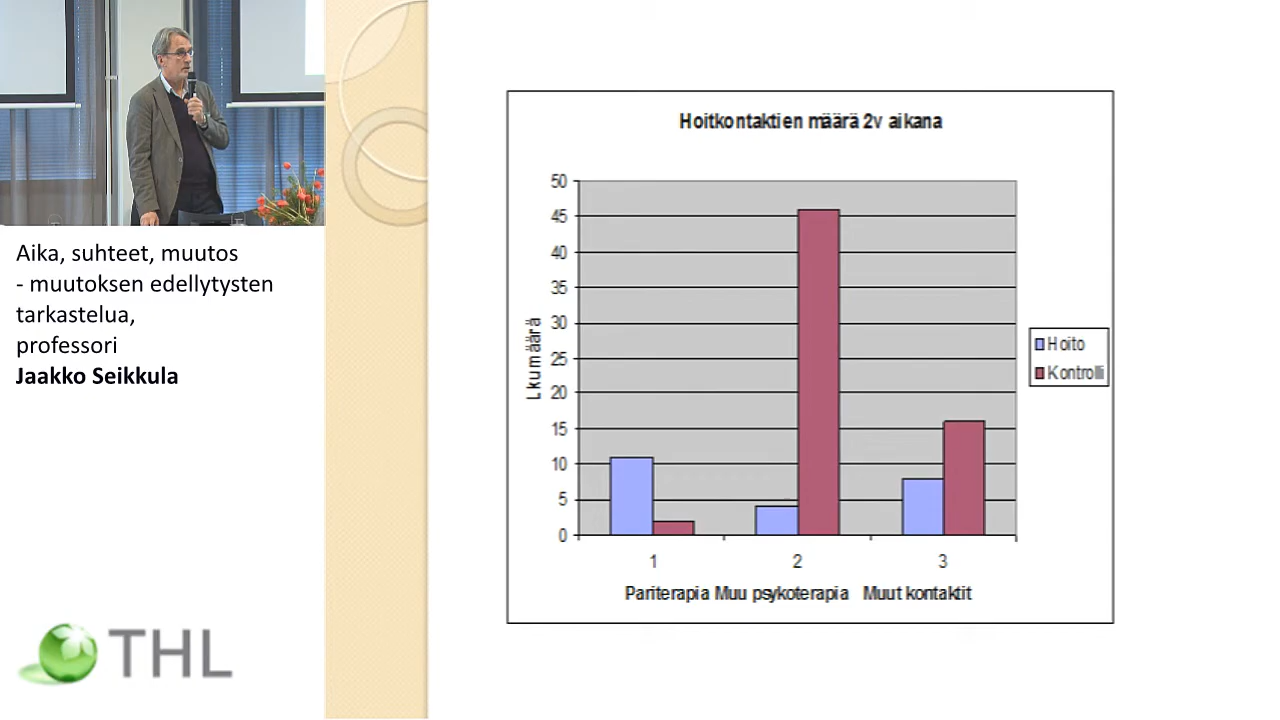 Aika, suhteet, muutos
- muutoksen edellytysten
tarkastelua,
professori
Jaakko Seikkula
THL
Hoitkontaktien määrä 2v aikana
50
45
40
35
30
25
20
15
10
5
0
Lkumäärä
1 2 3
Pariterapia Muu psykoterapia Muut kontaktit
Hoito
Kontrolli